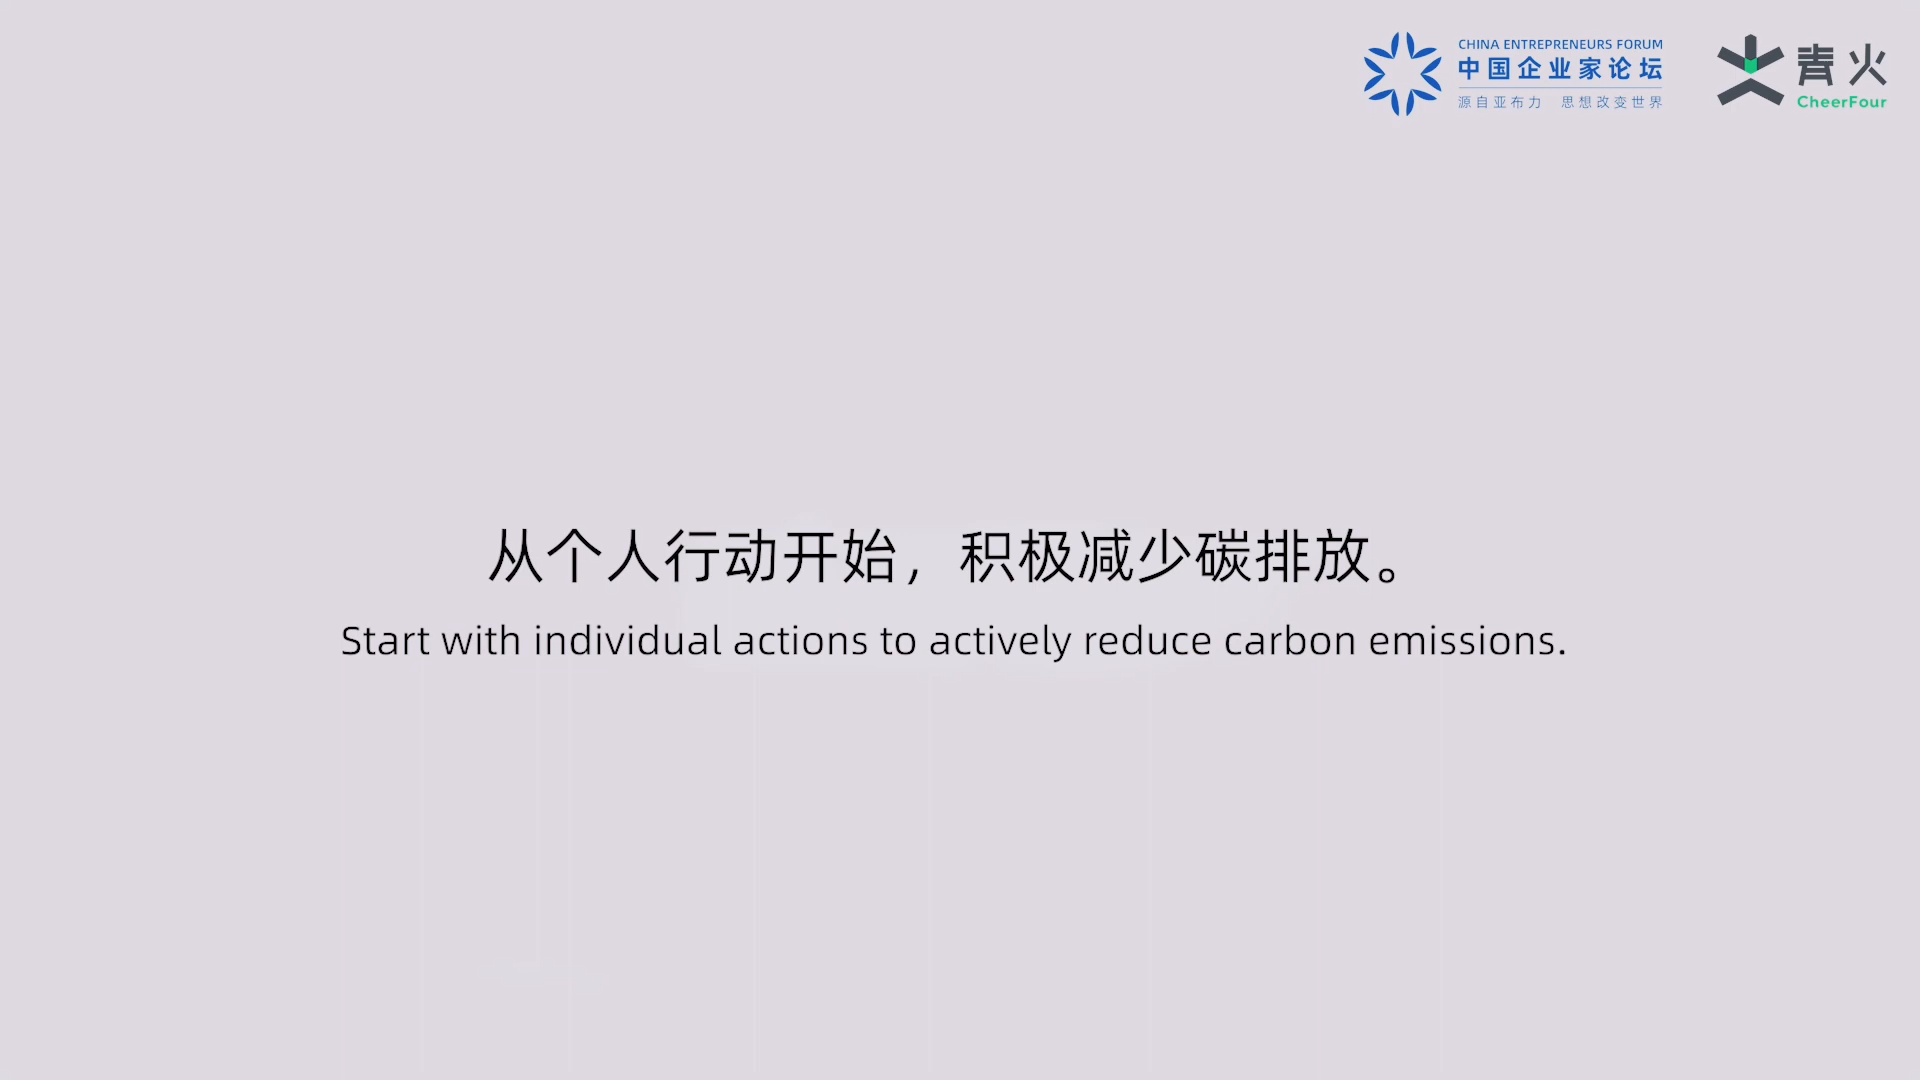 CHINA ENTREPRENEURS FORUM
中国企业家论坛
源自亚布力 思想改变世界
青火
CheerFour
从个人行动开始，积极减少碳排放。
Start with individual actions to actively reduce carbon emissions.